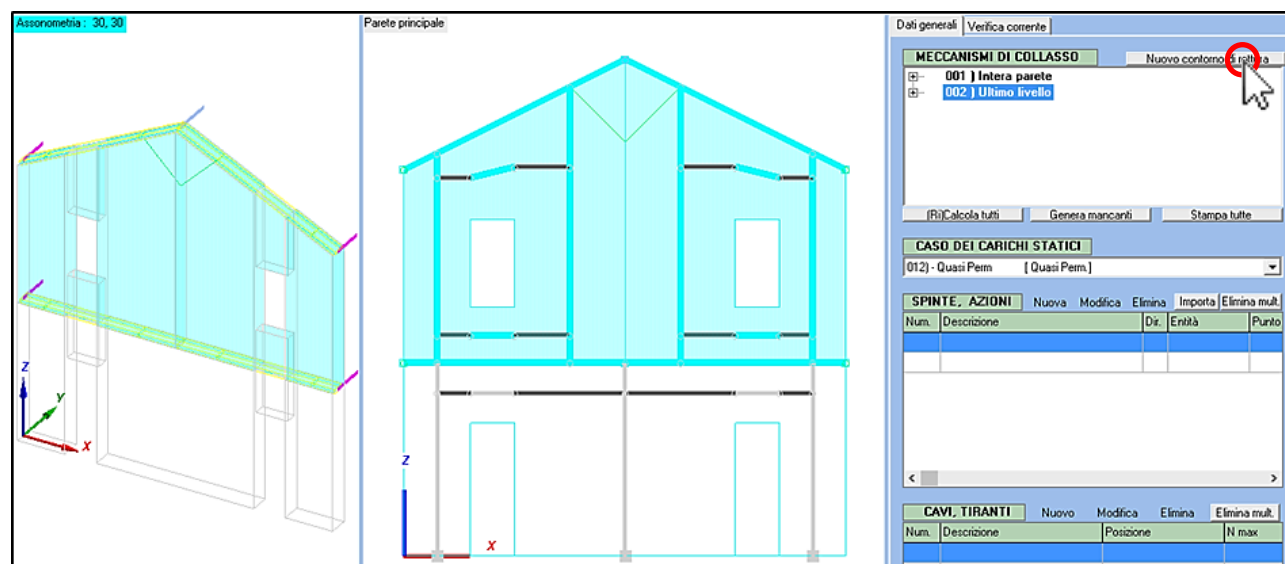 Assonometria : 30, 30
Parete principale
Dati generali
Verifica corrente
MECCANISMI DI COLLASSO
Nuovo contorno di rottura
001 ) Intera parete
002 ) Ultimo livello
(Ri)Calcola tutti
Genera mancanti
Stampa tutte
CASO DEI CARICHI STATICI
012) - Quasi Perm [ Quasi Perm.]
SPINTE, AZIONI
Nuova
Modifica
Elimina
Importa
Elimina mult.
Num. Descrizione Dir. Entità Punto
CAVI, TIRANTI
Nuovo
Modifica
Elimina
Elimina mult.
Num. Descrizione Posizione N max
Z
Y
X
Z
X